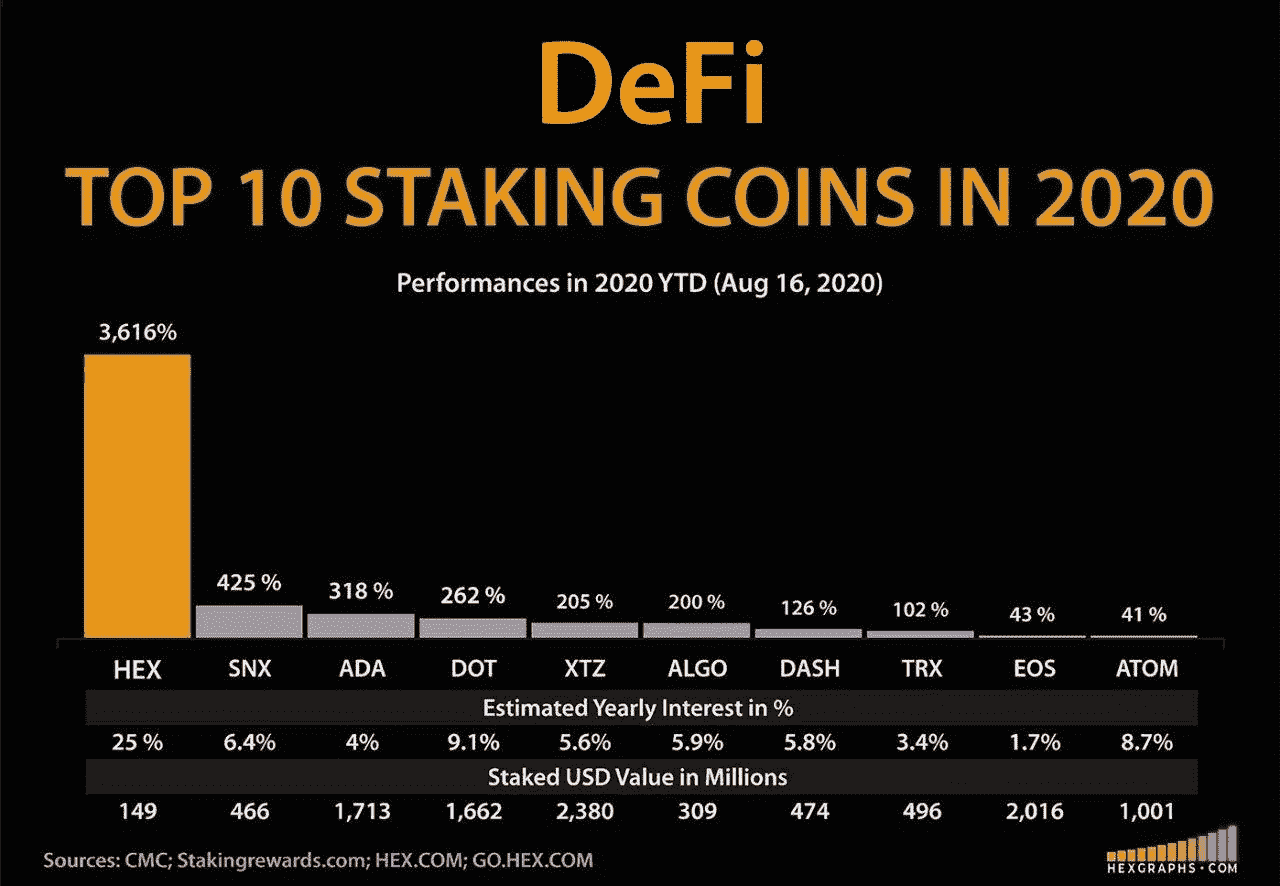 DeFi
TOP 10 STAKING COINS IN 2020
Performances in 2020 YTD (Aug 16, 2020)
3,616%
425 %
318 %
262 %
205 %
200 %
126 %
102 %
43 %
41 %
HEX SNX ADA DOT XTZ ALGO DASH TRX EOS ATOM
Estimated Yearly Interest in %
25 % 6.4% 4% 9.1% 5.6% 5.9% 5.8% 3.4% 1.7% 8.7%
Staked USD Value in Millions
149 466 1,713 1,662 2,380 309 474 496 2,016 1,001
Sources: CMC; Stakingrewards.com; HEX.COM; GO.HEX.COM
HEXGRAPHS·COM